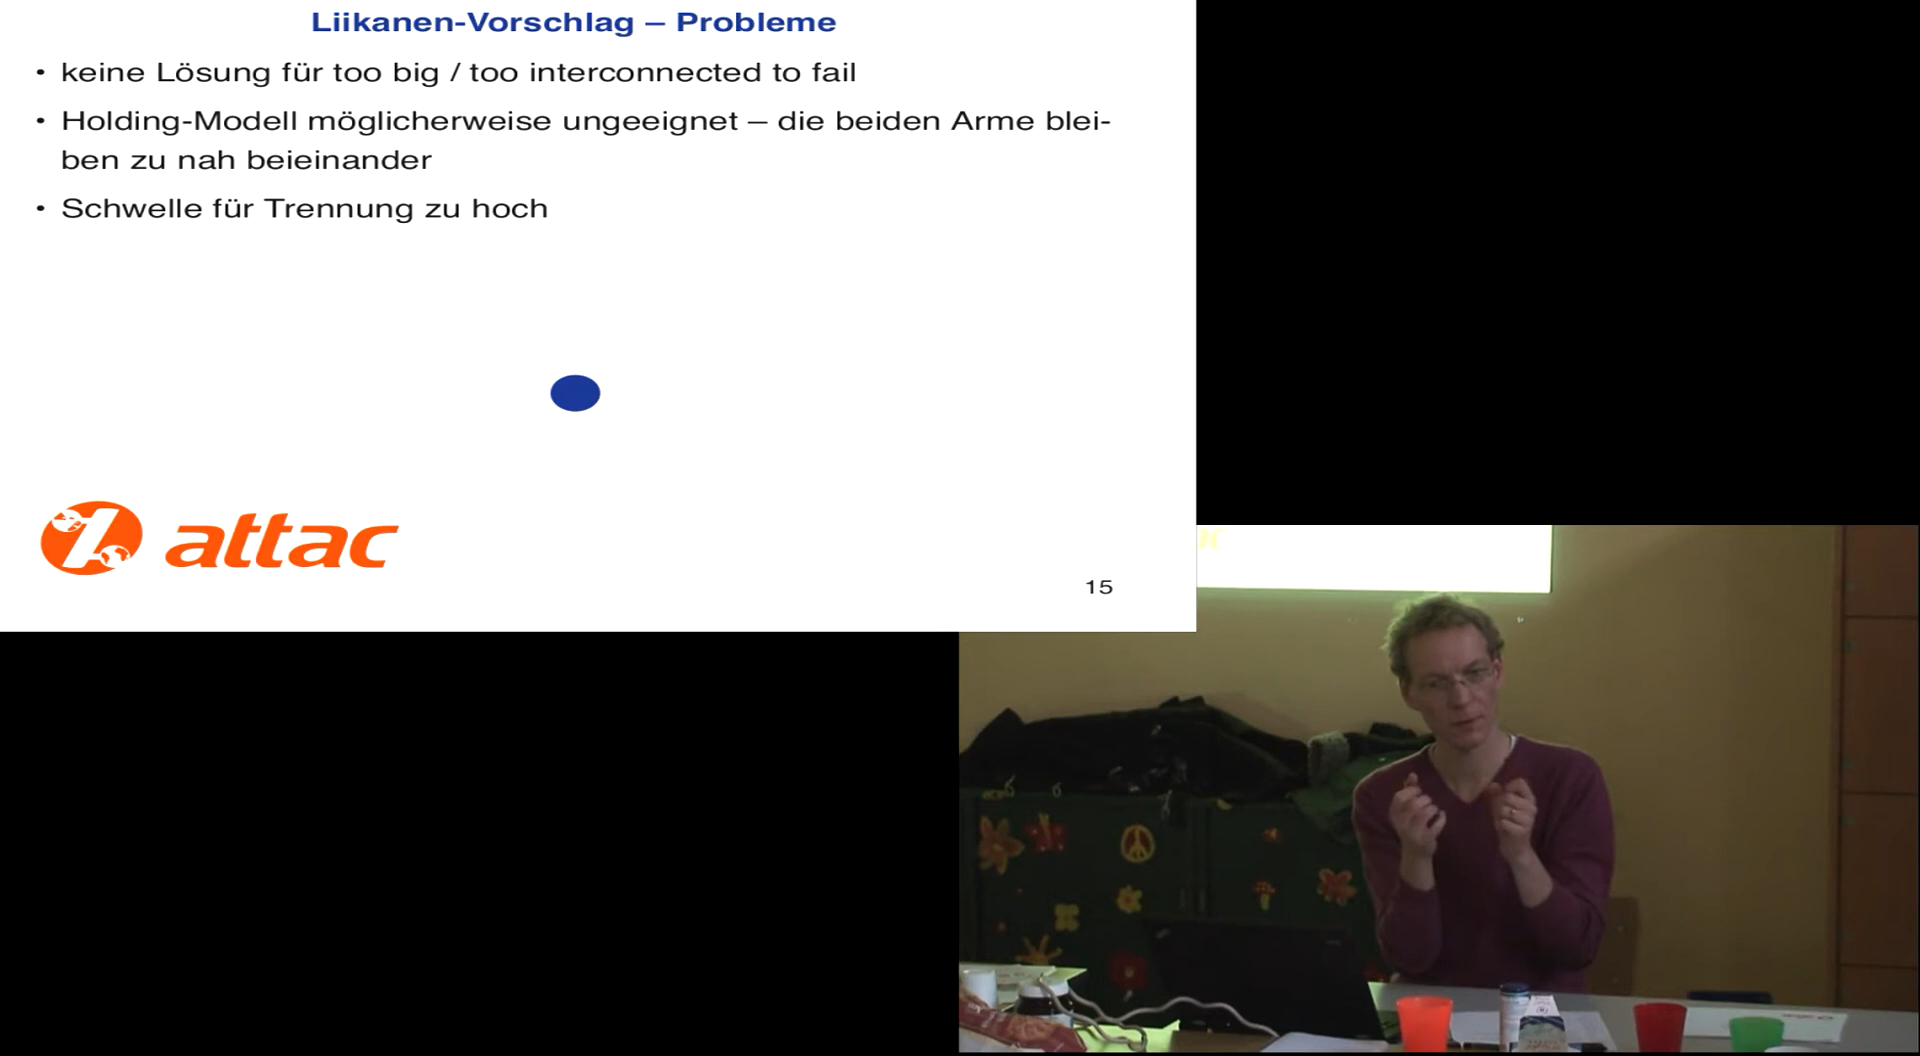 Liikanen-Vorschlag – Probleme
• keine Lösung für too big / too interconnected to fail
• Holding-Modell möglicherweise ungeeignet – die beiden Arme blei-
ben zu nah beieinander
• Schwelle für Trennung zu hoch
attac
15